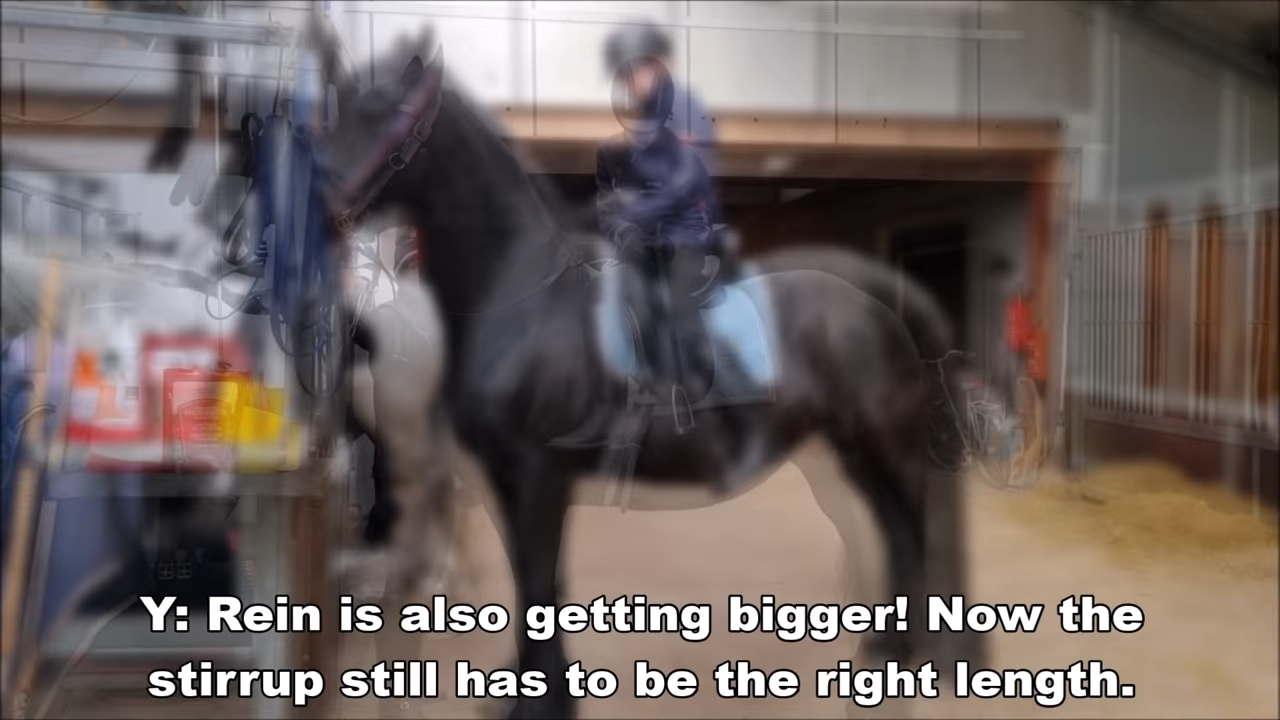 Y: Rein is also getting bigger! Now the
stirrup still has to be the right length.